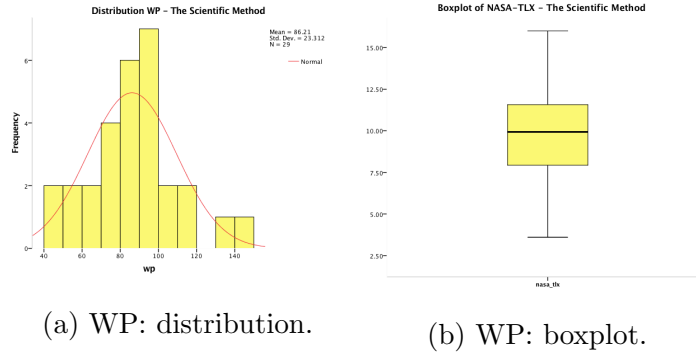 Distribution WP - The Scientific Method
Mean = 86.21
Std. Dev. = 23.312
N = 29
Normal
Frequency
6
4
2
0
40 60 80 100 120 140
wp
(a) WP: distribution.
Boxplot of NASA-TLX - The Scientific Method
15.00
12.50
10.00
7.50
5.00
2.50
nasa_tlx
(b) WP: boxplot.